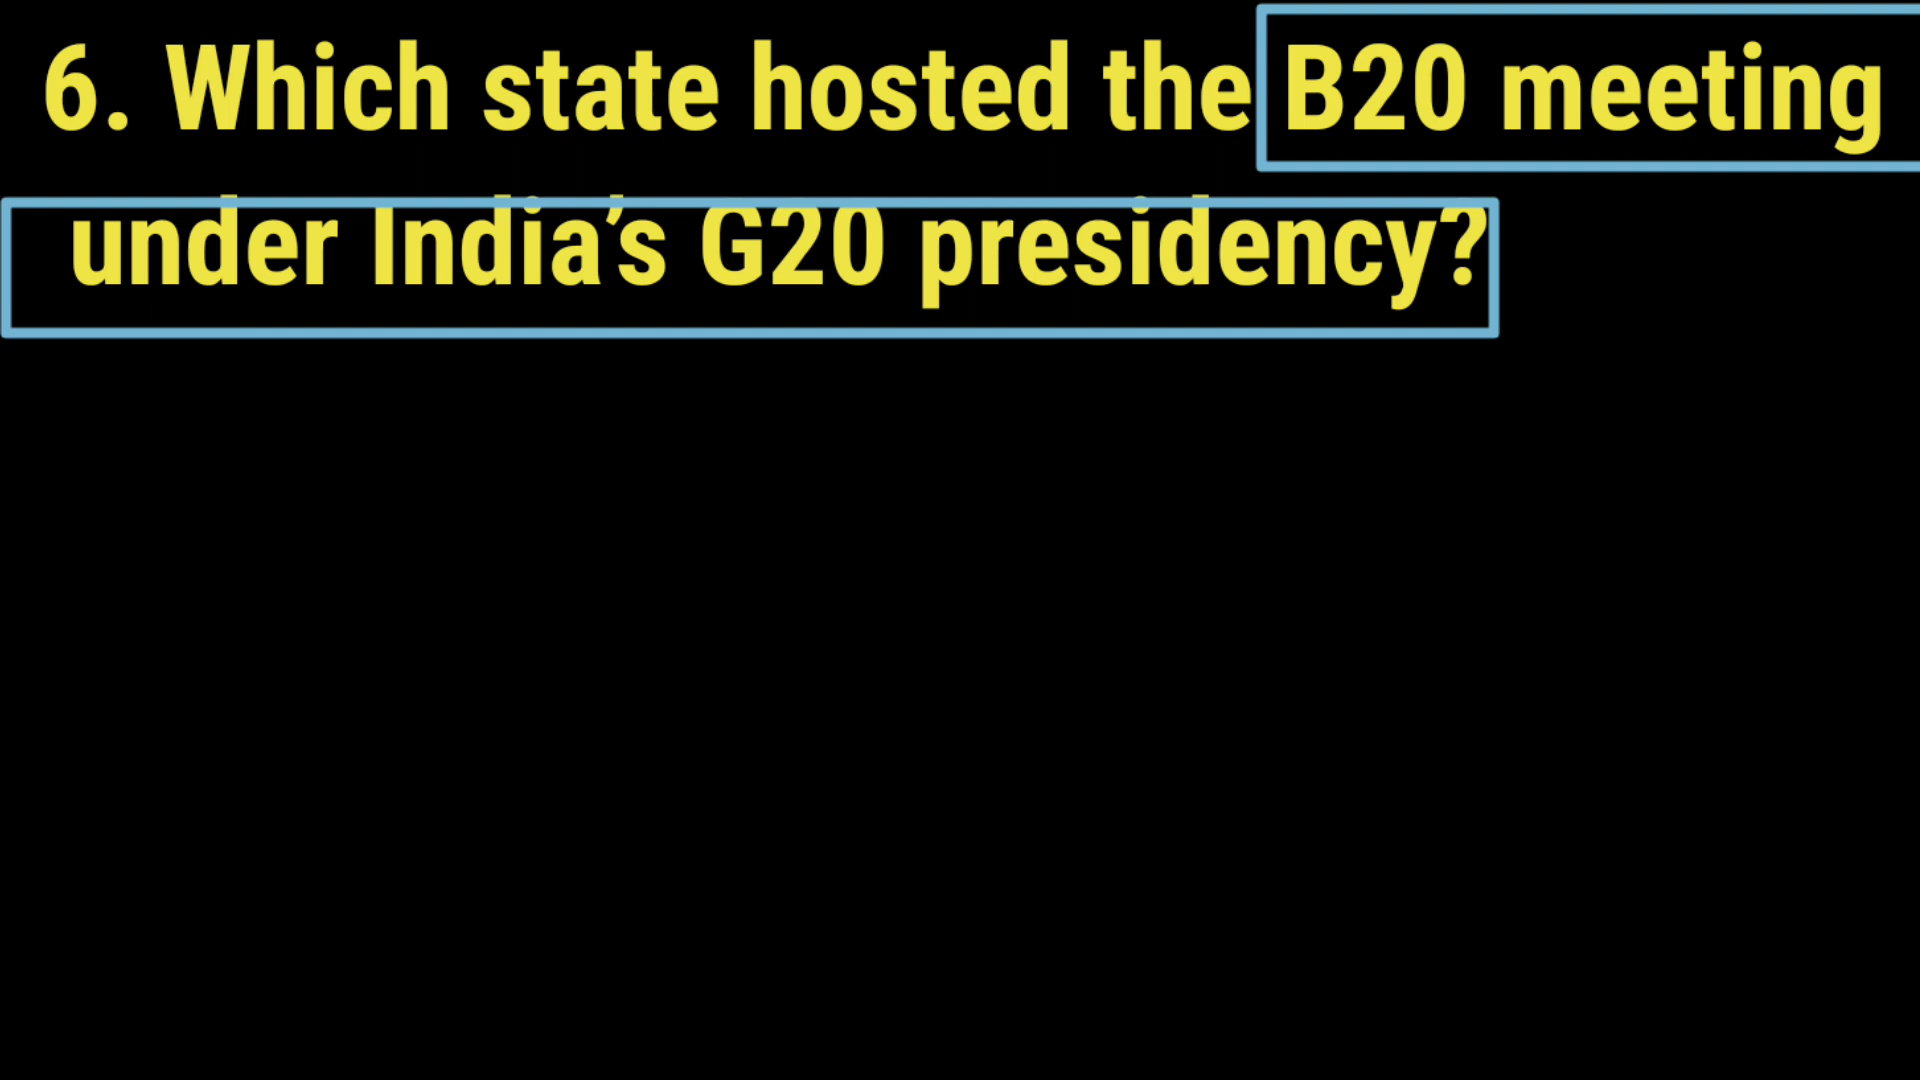 6. Which state hosted the B20 meeting
under India’s G20 presidency?